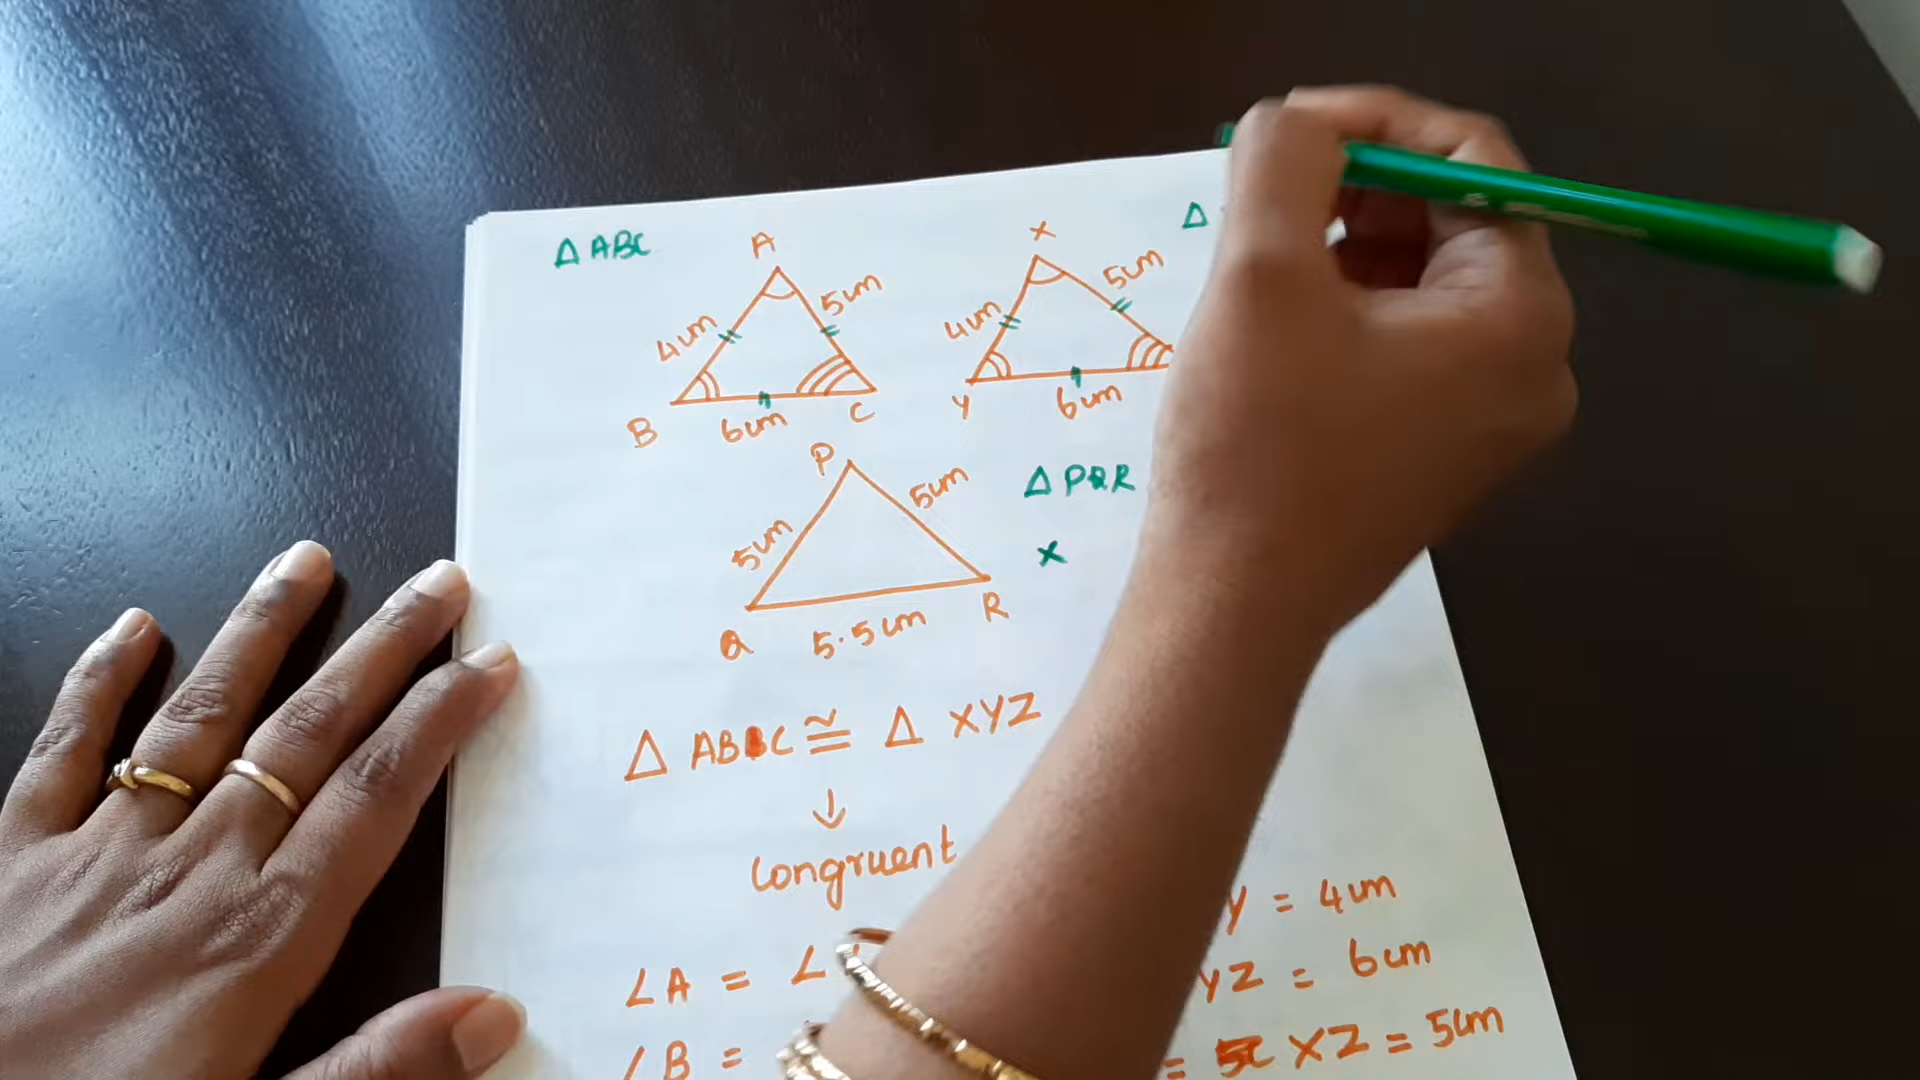 Δ ABC
A
X
Δ
4cm
5cm
4cm
5cm
B
6cm
C
Y
6cm
P
5cm
5cm
Δ PQR
×
Q
5.5cm
R
Δ ABC ≅ Δ XYZ
↓
Congruent
Y = 4cm
∠A = ∠
YZ = 6cm
∠B =
= XZ = 5cm